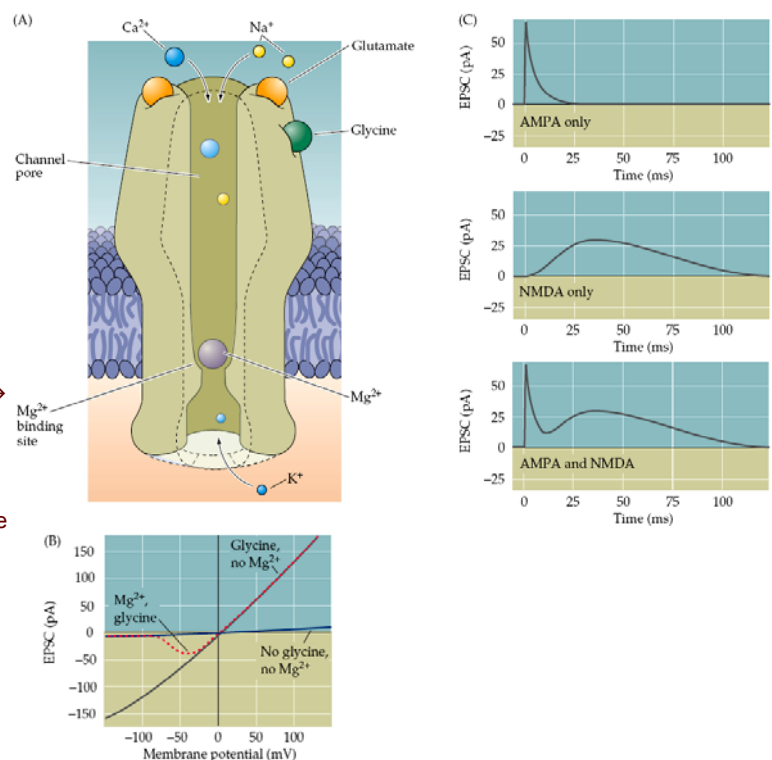 (A)
Ca²⁺
Na⁺
Glutamate
Glycine
Channel
pore
Mg²⁺
binding
site
Mg²⁺
K⁺
e
(B)
EPSC (pA)
150
100
50
0
−50
−100
−150
Glycine,
no Mg²⁺
Mg²⁺,
glycine
No glycine,
no Mg²⁺
−100 −50 0 50 100
Membrane potential (mV)
(C)
EPSC (pA)
50
25
0
−25
AMPA only
0 25 50 75 100
Time (ms)
EPSC (pA)
50
25
0
−25
NMDA only
0 25 50 75 100
Time (ms)
EPSC (pA)
50
25
0
−25
AMPA and NMDA
0 25 50 75 100
Time (ms)